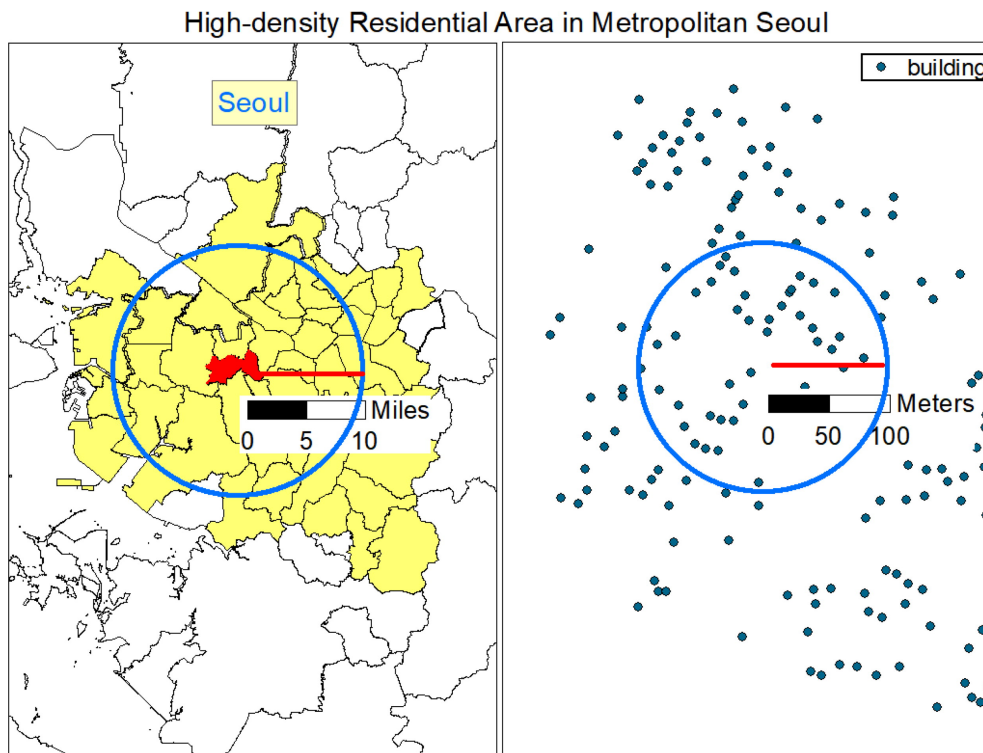 High-density Residential Area in Metropolitan Seoul
Seoul
Miles
0 5 10
building
Meters
0 50 100